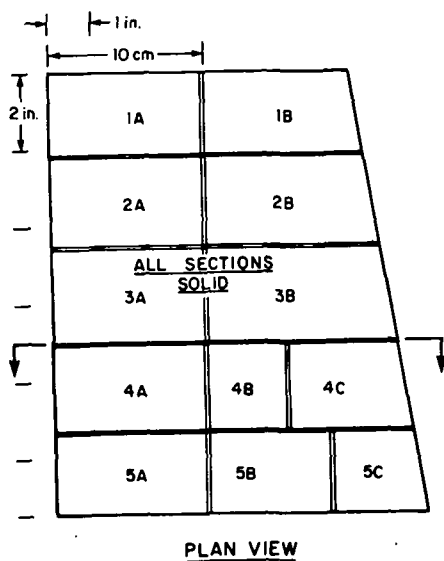 1 in.
10 cm
2 in.
1A 1B
2A 2B
ALL SECTIONS
SOLID
3A 3B
4A 4B 4C
5A 5B 5C
PLAN VIEW